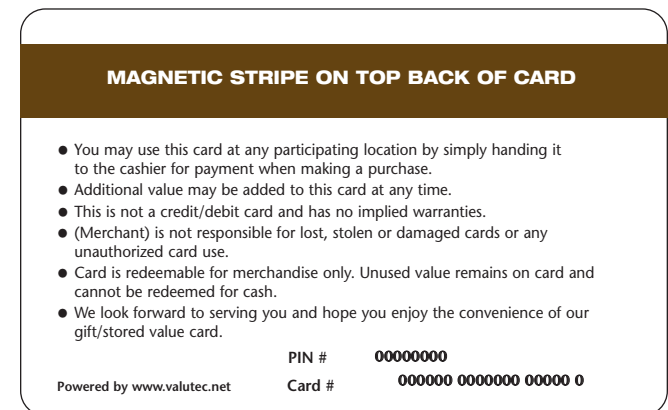 MAGNETIC STRIPE ON TOP BACK OF CARD
● You may use this card at any participating location by simply handing it
to the cashier for payment when making a purchase.
● Additional value may be added to this card at any time.
● This is not a credit/debit card and has no implied warranties.
● (Merchant) is not responsible for lost, stolen or damaged cards or any
unauthorized card use.
● Card is redeemable for merchandise only. Unused value remains on card and
cannot be redeemed for cash.
● We look forward to serving you and hope you enjoy the convenience of our
gift/stored value card.
PIN # 00000000
Powered by www.valutec.net Card # 000000 0000000 00000 0